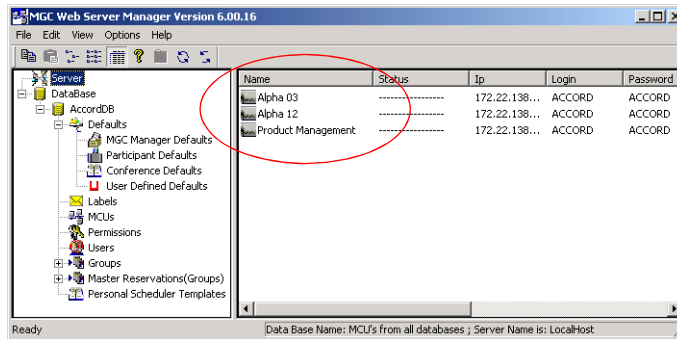 MGC Web Server Manager Version 6.00.16
File Edit View Options Help
Server
DataBase
AccordDB
Defaults
MGC Manager Defaults
Participant Defaults
Conference Defaults
User Defined Defaults
Labels
MCUs
Permissions
Users
Groups
Master Reservations(Groups)
Personal Scheduler Templates
Name Status Ip Login Password
Alpha 03 ---------------- 172.22.138... ACCORD ACCORD
Alpha 12 ---------------- 172.22.138... ACCORD ACCORD
Product Management ---------------- 172.22.138... ACCORD ACCORD
Ready Data Base Name: MCU's from all databases ; Server Name is: LocalHost